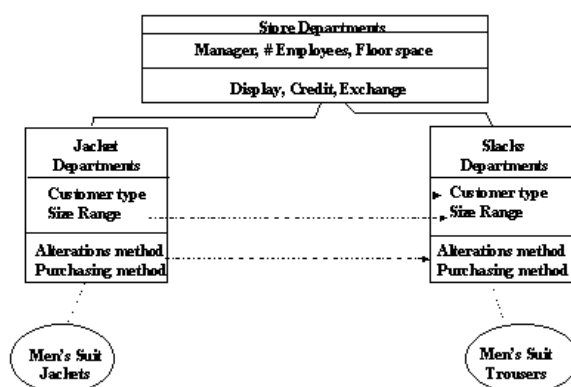 Store Departments
Manager, # Employees, Floor space
Display, Credit, Exchange
Jacket
Departments
Customer type
Size Range
Alterations method
Purchasing method
Men's Suit
Jackets
Slacks
Departments
Customer type
Size Range
Alterations method
Purchasing method
Men's Suit
Trousers